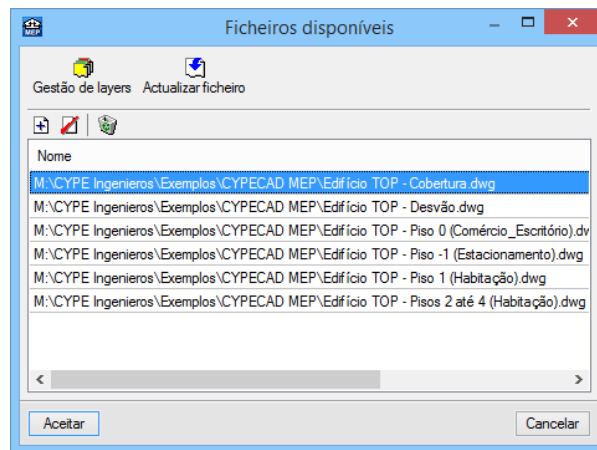 MEP
Ficheiros disponíveis
Gestão de layers Actualizar ficheiro
Nome
M:\CYPE Ingenieros\Exemplos\CYPECAD MEP\Edifício TOP - Cobertura.dwg
M:\CYPE Ingenieros\Exemplos\CYPECAD MEP\Edifício TOP - Desvão.dwg
M:\CYPE Ingenieros\Exemplos\CYPECAD MEP\Edifício TOP - Piso 0 (Comércio_Escritório).dw
M:\CYPE Ingenieros\Exemplos\CYPECAD MEP\Edifício TOP - Piso -1 (Estacionamento).dwg
M:\CYPE Ingenieros\Exemplos\CYPECAD MEP\Edifício TOP - Piso 1 (Habitação).dwg
M:\CYPE Ingenieros\Exemplos\CYPECAD MEP\Edifício TOP - Pisos 2 até 4 (Habitação).dwg
Aceitar Cancelar